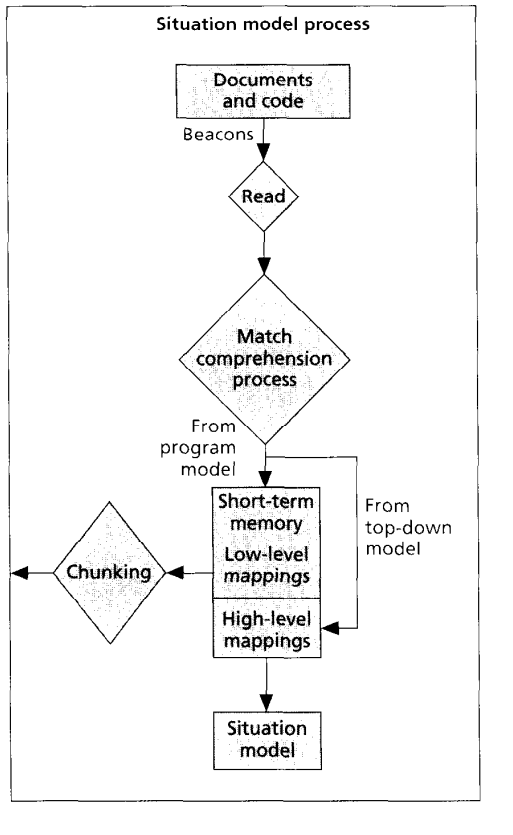 Situation model process
Documents
and code
Beacons
Read
Match
comprehension
process
From
program
model
Short-term
memory
Low-level
mappings
From
top-down
model
Chunking
High-level
mappings
Situation
model